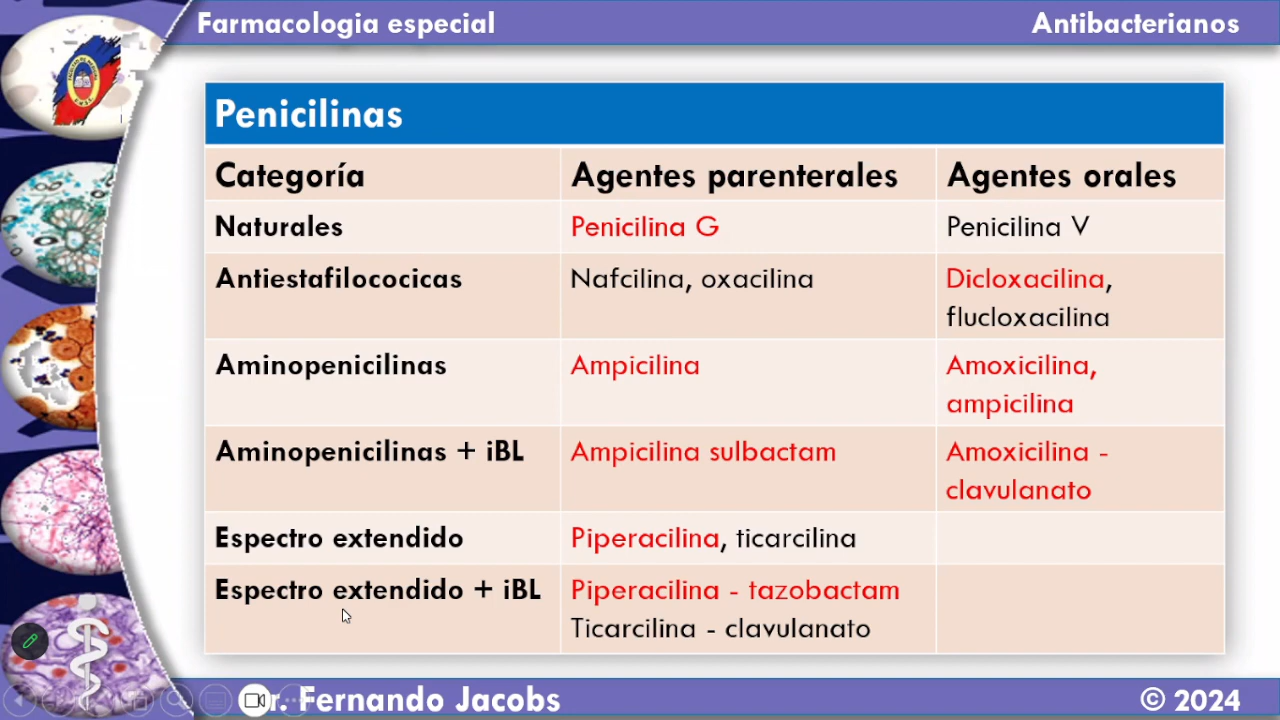 Farmacologia especial
Antibacterianos
Penicilinas
Categoría
Agentes parenterales
Agentes orales
Naturales
Penicilina G
Penicilina V
Antiestafilococicas
Nafcilina, oxacilina
Dicloxacilina,
flucloxacilina
Aminopenicilinas
Ampicilina
Amoxicilina,
ampicilina
Aminopenicilinas + iBL
Ampicilina sulbactam
Amoxicilina -
clavulanato
Espectro extendido
Piperacilina, ticarcilina
Espectro extendido + iBL
Piperacilina - tazobactam
Ticarcilina - clavulanato
r. Fernando Jacobs
© 2024